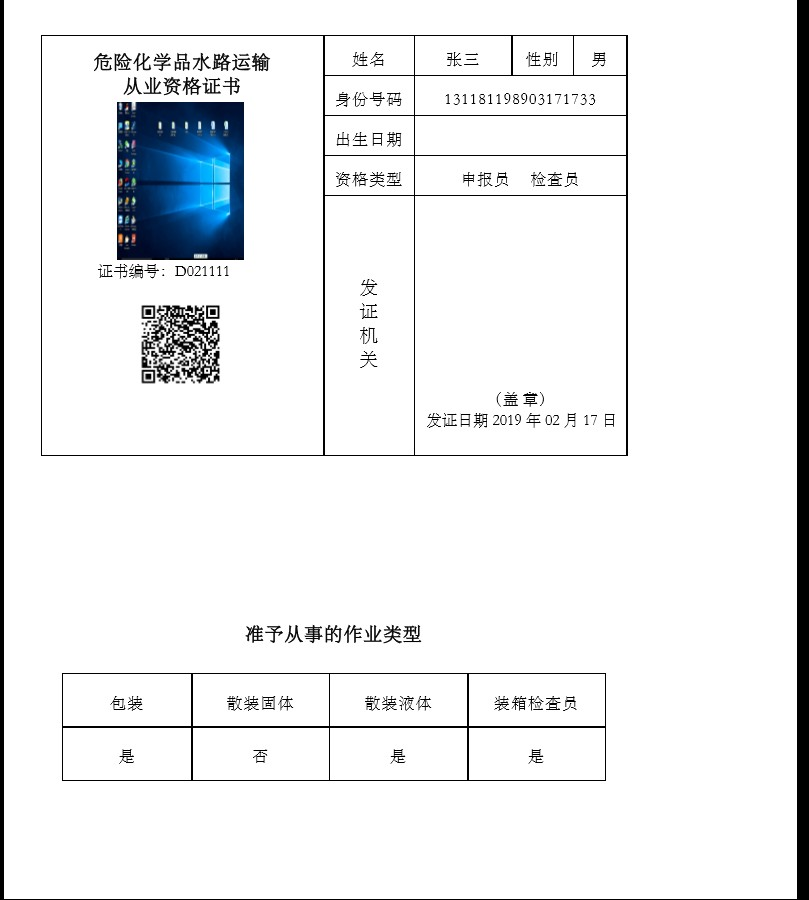 危险化学品水路运输
从业资格证书
证书编号：D021111
姓名 张三 性别 男
身份号码 131181198903171733
出生日期
资格类型 申报员 检查员
发
证
机
关
（盖 章）
发证日期 2019 年 02 月 17 日
准予从事的作业类型
包装 散装固体 散装液体 装箱检查员
是 否 是 是